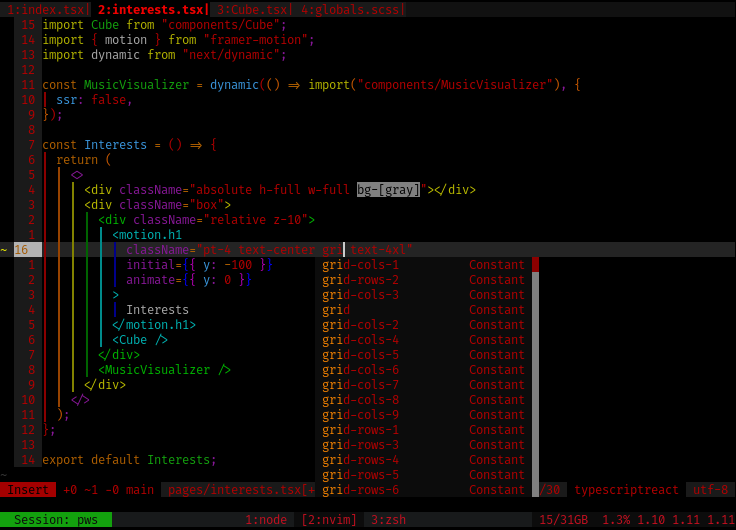 1:index.tsx| 2:interests.tsx| 3:Cube.tsx| 4:globals.scss|
15 import Cube from "components/Cube";
14 import { motion } from "framer-motion";
13 import dynamic from "next/dynamic";
12
11 const MusicVisualizer = dynamic(() => import("components/MusicVisualizer"), {
10 ssr: false,
9 });
8
7 const Interests = () => {
6 return (
5 <>
4 <div className="absolute h-full w-full bg-[gray]"></div>
3 <div className="box">
2 <div className="relative z-10">
1 <motion.h1
~ 16 className="pt-4 text-center gri text-4xl"
1 initial={{ y: -100 }} grid-cols-1 Constant
2 animate={{ y: 0 }} grid-rows-2 Constant
3 > grid-cols-3 Constant
4 Interests grid Constant
5 </motion.h1> grid-cols-2 Constant
6 <Cube /> grid-cols-4 Constant
7 </div> grid-cols-5 Constant
8 <MusicVisualizer /> grid-cols-6 Constant
9 </div> grid-cols-7 Constant
10 </> grid-cols-8 Constant
11 ); grid-cols-9 Constant
12 }; grid-rows-1 Constant
13 grid-rows-3 Constant
14 export default Interests; grid-rows-4 Constant
~ grid-rows-5 Constant
Insert +0 ~1 -0 main pages/interests.tsx[+ grid-rows-6 Constant /30 typescriptreact utf-8
Session: pws 1:node [2:nvim] 3:zsh 15/31GB 1.3% 1.10 1.11 1.11